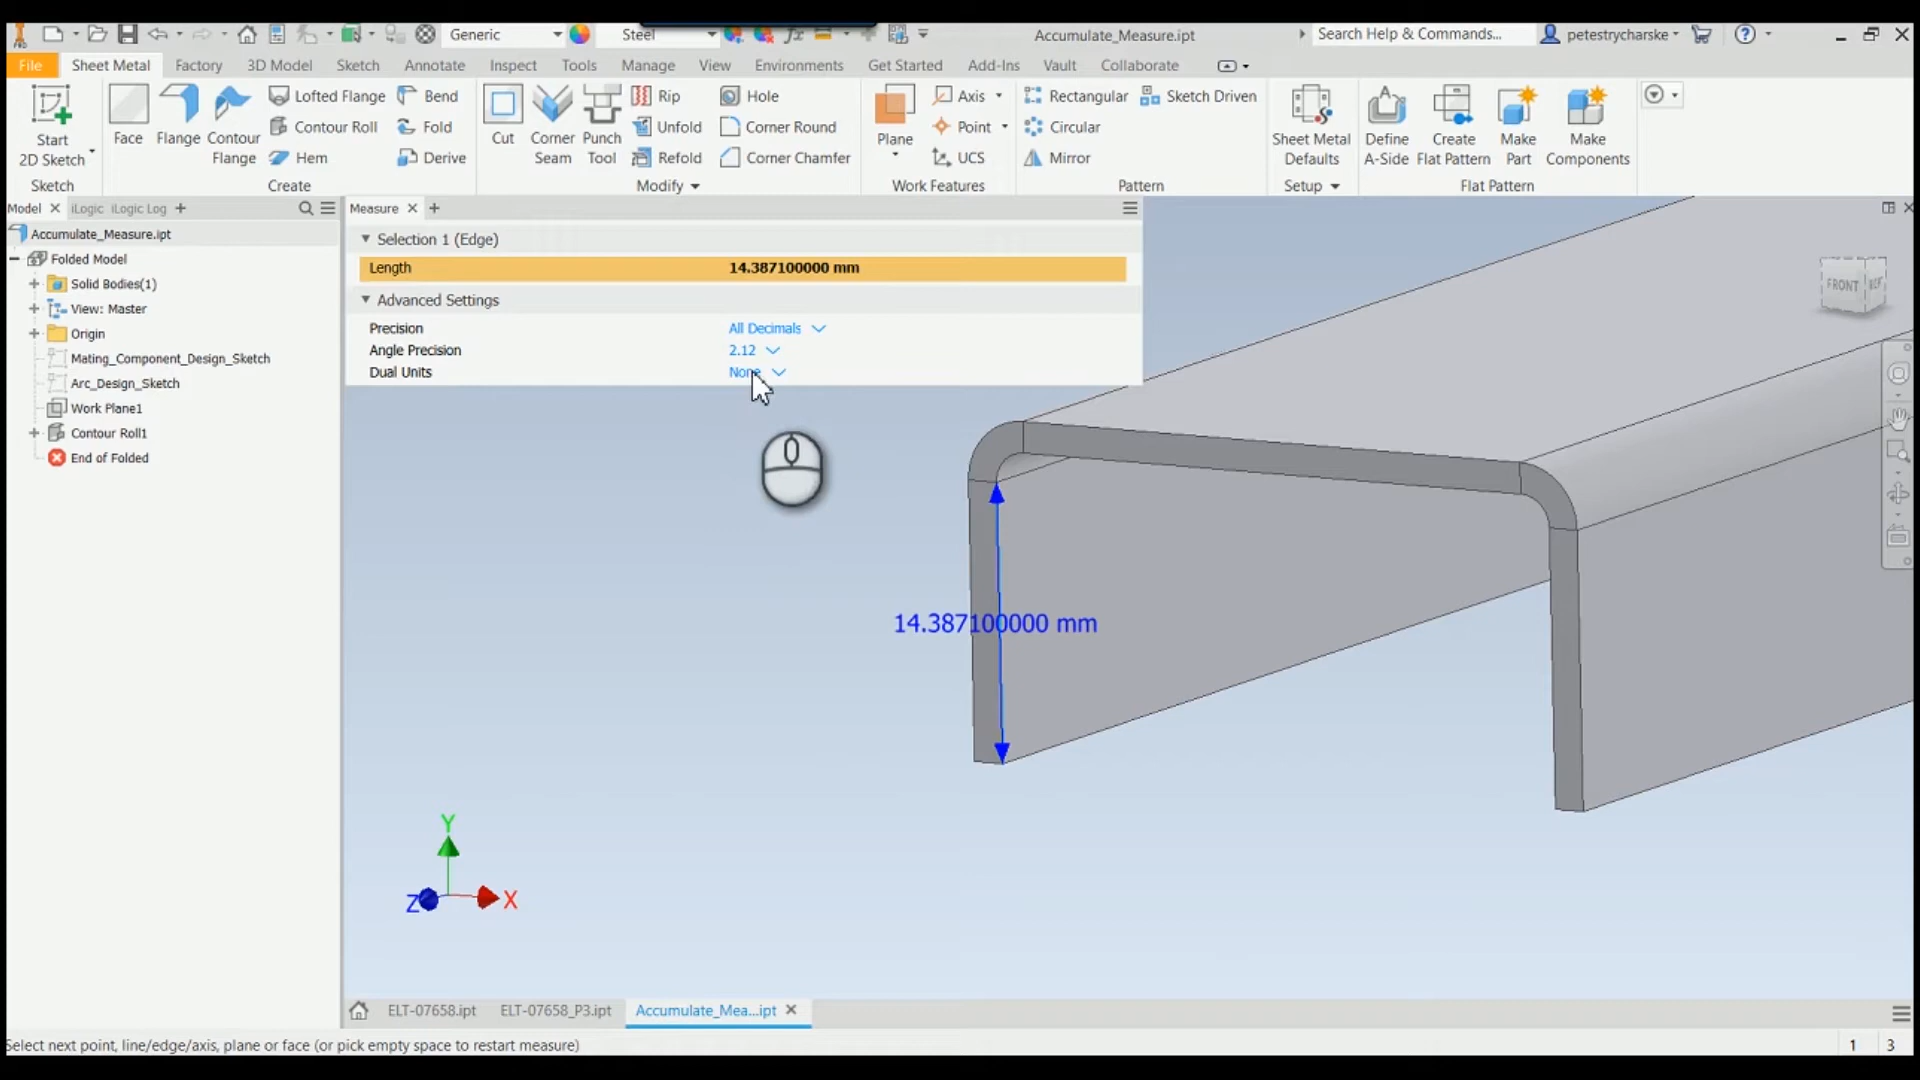 Generic
Steel
Accumulate_Measure.ipt
Search Help & Commands...
petestrycharske
File
Sheet Metal
Factory
3D Model
Sketch
Annotate
Inspect
Tools
Manage
View
Environments
Get Started
Add-Ins
Vault
Collaborate
Start
2D Sketch
Sketch
Face
Flange
Contour
Flange
Lofted Flange
Contour Roll
Hem
Bend
Fold
Derive
Create
Cut
Corner
Seam
Punch
Tool
Rip
Unfold
Refold
Hole
Corner Round
Corner Chamfer
Modify
Plane
Axis
Point
UCS
Work Features
Rectangular
Sketch Driven
Circular
Mirror
Pattern
Sheet Metal
Defaults
Setup
Define
A-Side
Create
Flat Pattern
Make
Part
Make
Components
Flat Pattern
Model
iLogic
iLogic Log
Accumulate_Measure.ipt
Folded Model
Solid Bodies(1)
View: Master
Origin
Mating_Component_Design_Sketch
Arc_Design_Sketch
Work Plane1
Contour Roll1
End of Folded
Measure
Selection 1 (Edge)
Length 14.387100000 mm
Advanced Settings
Precision All Decimals
Angle Precision 2.12
Dual Units None
FRONT
14.387100000 mm
Y
Z
X
ELT-07658.ipt
ELT-07658_P3.ipt
Accumulate_Mea...ipt
Select next point, line/edge/axis, plane or face (or pick empty space to restart measure)
1 3